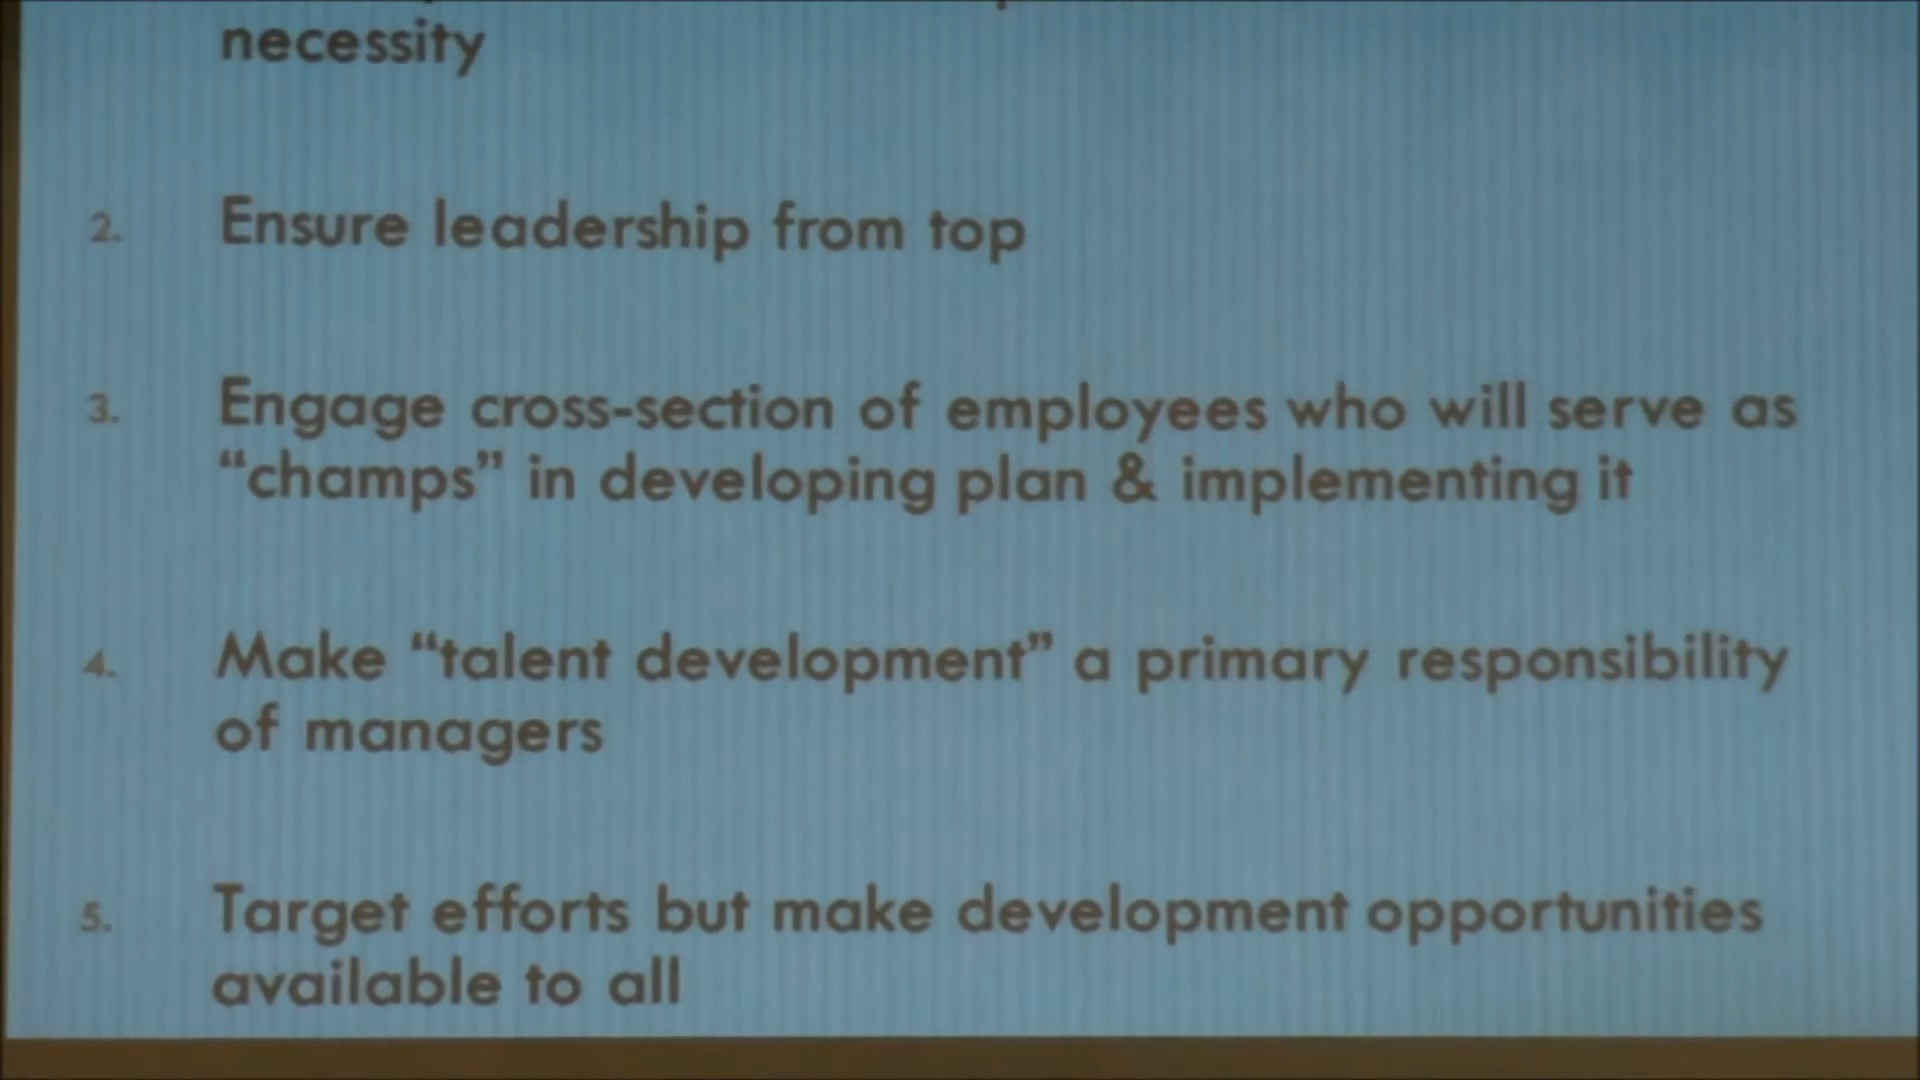 necessity
2. Ensure leadership from top
3. Engage cross-section of employees who will serve as
“champs” in developing plan & implementing it
4. Make “talent development” a primary responsibility
of managers
5. Target efforts but make development opportunities
available to all